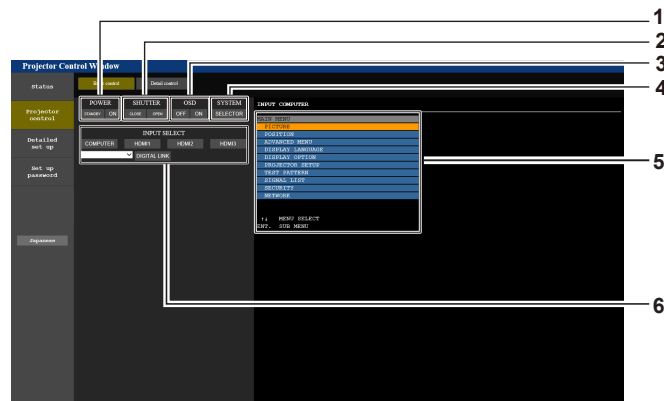 1
2
3
4
Projector Control Window
Status
Basic control
Detail control
POWER
SHUTTER
OSD
SYSTEM
STANDBY ON
CLOSE OPEN
OFF ON
SELECTOR
INPUT COMPUTER
Projector control
INPUT SELECT
COMPUTER HDMI1 HDMI2 HDMI3
DIGITAL LINK
MAIN MENU
PICTURE
POSITION
ADVANCED MENU
DISPLAY LANGUAGE
DISPLAY OPTION
PROJECTOR SETUP
TEST PATTERN
SIGNAL LIST
SECURITY
NETWORK
↑↓ MENU SELECT
ENT. SUB MENU
5
Detailed set up
Set up password
Japanese
6